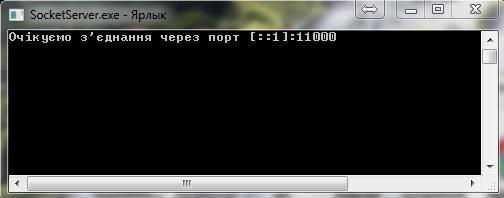 SocketServer.exe - Ярлык
Очікуємо з'єднання через порт [::1]:11000